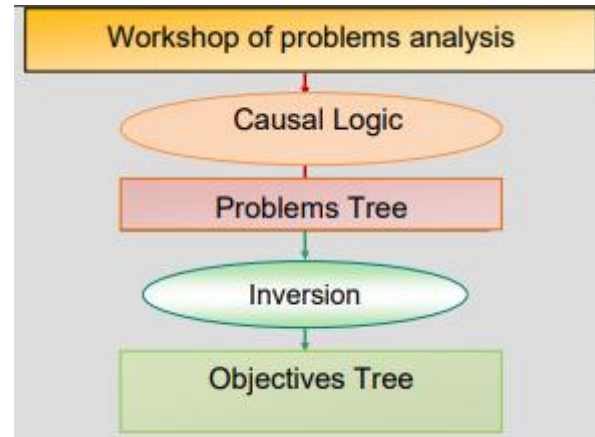 Workshop of problems analysis
Causal Logic
Problems Tree
Inversion
Objectives Tree